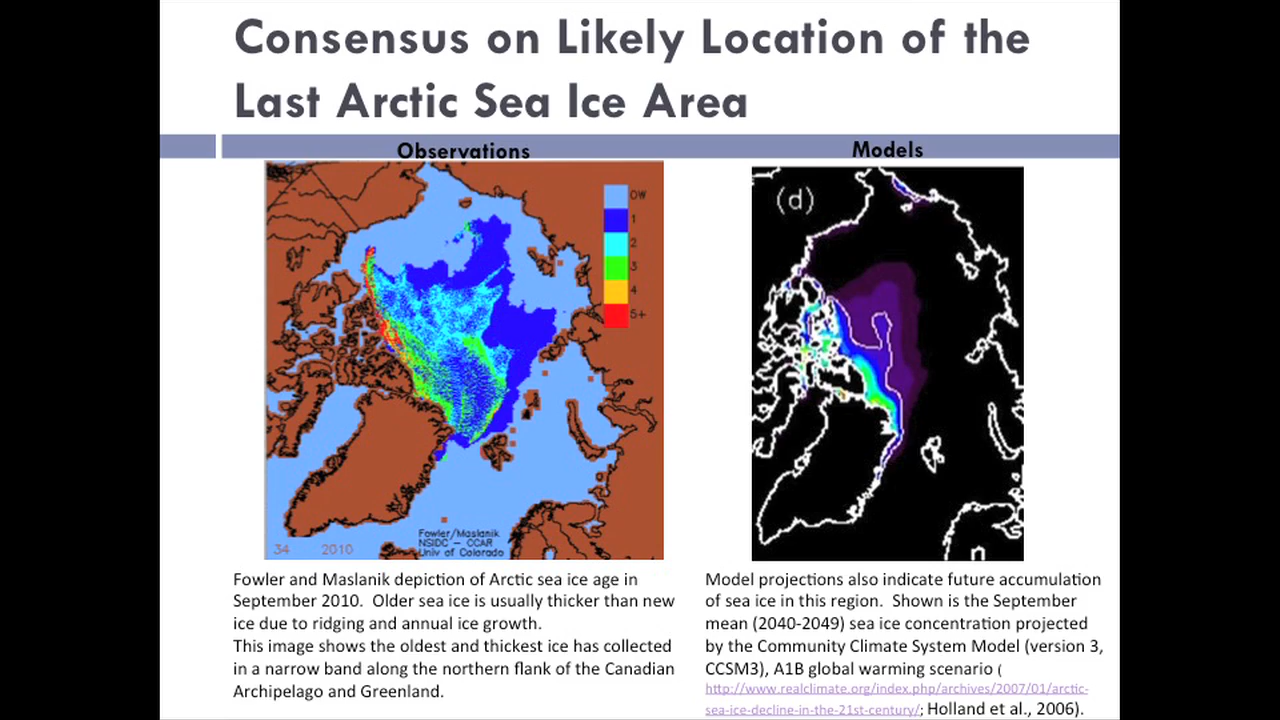 Consensus on Likely Location of the
Last Arctic Sea Ice Area
Observations
Models
OW
1
2
3
4
5+
(d)
Fowler/Maslanik
NSIDC – CCAR
Univ of Colorado
34 2010
Fowler and Maslanik depiction of Arctic sea ice age in
September 2010. Older sea ice is usually thicker than new
ice due to ridging and annual ice growth.
This image shows the oldest and thickest ice has collected
in a narrow band along the northern flank of the Canadian
Archipelago and Greenland.
Model projections also indicate future accumulation
of sea ice in this region. Shown is the September
mean (2040-2049) sea ice concentration projected
by the Community Climate System Model (version 3,
CCSM3), A1B global warming scenario (
http://www.realclimate.org/index.php/archives/2007/01/arctic-
sea-ice-decline-in-the-21st-century/; Holland et al., 2006).